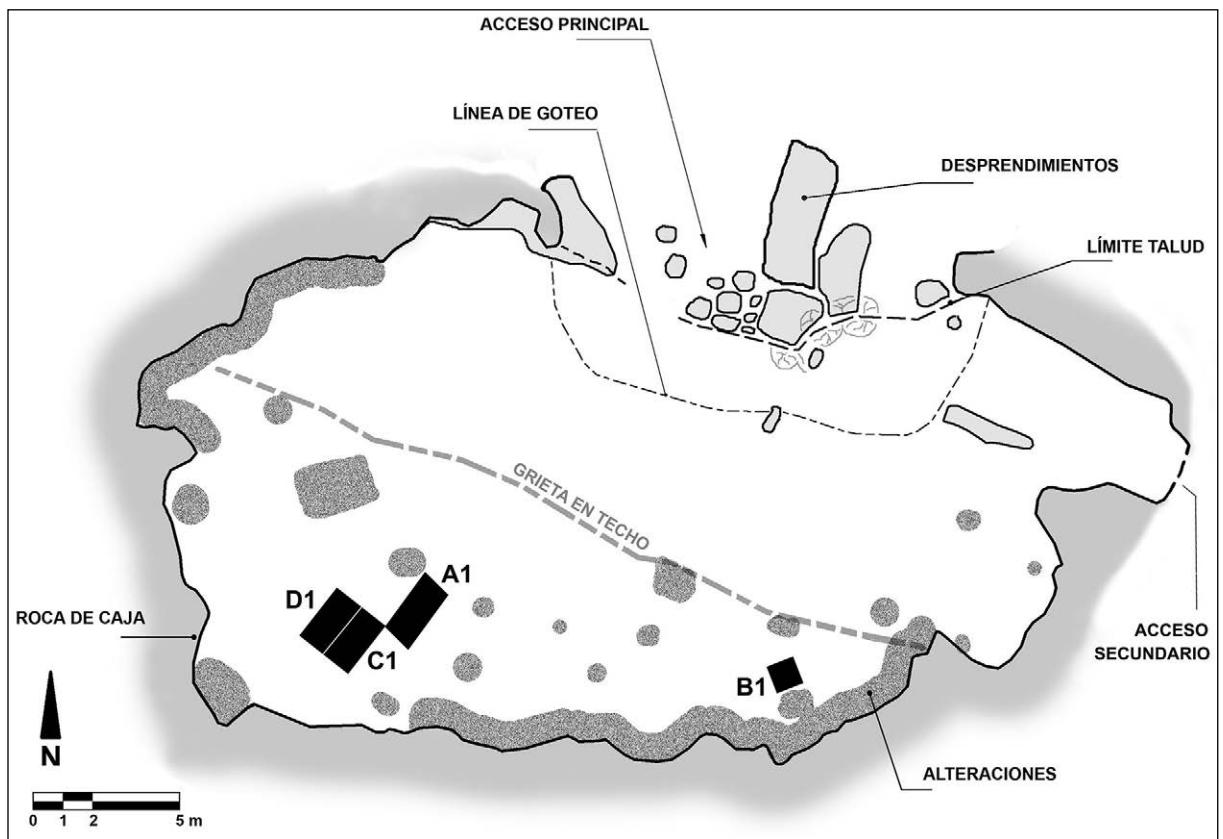 ACCESO PRINCIPAL
LÍNEA DE GOTEO
DESPRENDIMIENTOS
LÍMITE TALUD
GRIETA EN TECHO
A1
D1
C1
B1
ROCA DE CAJA
ACCESO
SECUNDARIO
ALTERACIONES
N
0 1 2 5 m